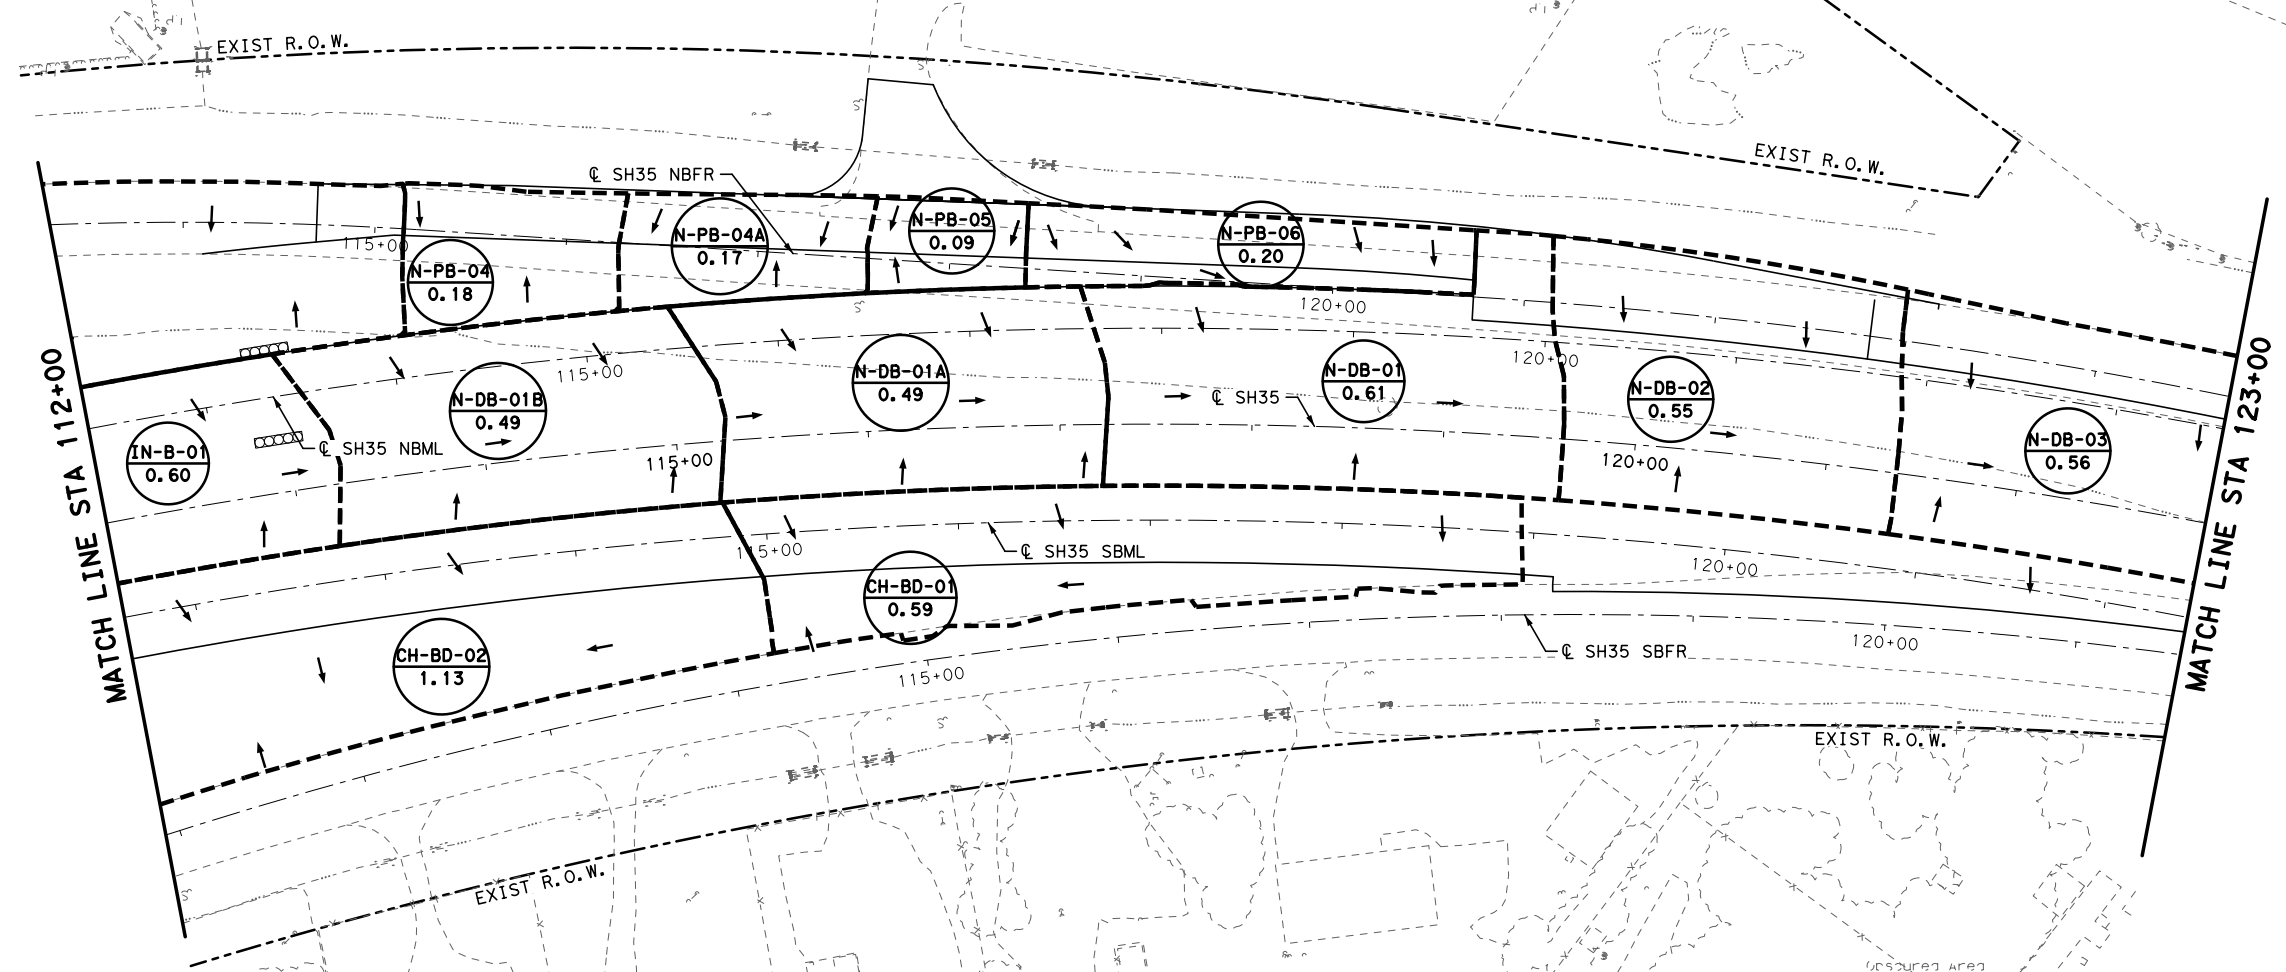 EXIST R.O.W.
EXIST R.O.W.
℄ SH35 NBFR
N-PB-05
0.09
N-PB-04A
0.17
N-PB-06
0.20
115+00
N-PB-04
0.18
120+00
120+00
115+00
N-DB-01A
0.49
N-DB-01
0.61
N-DB-02
0.55
N-DB-01B
0.49
℄ SH35
IN-B-01
0.60
℄ SH35 NBML
115+00
120+00
N-DB-03
0.56
MATCH LINE STA 112+00
MATCH LINE STA 123+00
115+00
℄ SH35 SBML
120+00
CH-BD-01
0.59
CH-BD-02
1.13
℄ SH35 SBFR
120+00
115+00
EXIST R.O.W.
EXIST R.O.W.
Obscured Area